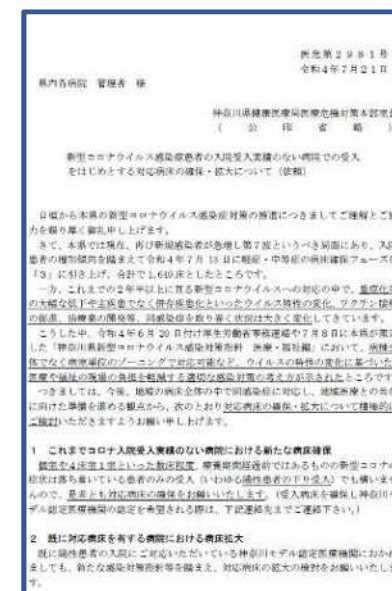 医危第2981号
令和4年7月21日
県内各病院 管理者 様
神奈川県健康医療局医療危機対策本部室
( 公 印 省 略 )
新型コロナウイルス感染症患者の入院受入実績のない病院での受入
をはじめとする対応病床の確保・拡大について(依頼)
日頃から本県の新型コロナウイルス感染症対策の推進につきましてご理解とご
力を賜り厚く御礼申し上げます。
さて、本県では現在、再び新規感染者が急増し第7波というべき局面にあり、入
患者の増加傾向を踏まえて令和4年7月13日に軽症・中等症の病床確保フェーズを
「3」に引き上げ、合計で1,640床としたところです。
一方、これまでの2年半以上に亘る新型コロナウイルスへの対応の中で、重症化
の大幅な低下や主疾患でなく併存疾患化といったウイルス特性の変化、ワクチン接
の促進、治療薬の開発等、同感染症を取り巻く状況は大きく変化してきています。
こうした中、令和4年6月20日付け厚生労働省事務連絡や7月8日に本県が策
した「神奈川県新型コロナウイルス感染対策指針 医療・福祉編」において、病棟
体でなく病室単位のゾーニングで対応可能など、ウイルスの特性の変化に基づいた
医療や福祉の現場の負担を軽減する適切な感染対策の考え方が示されたところです
つきましては、今後、地域の病床全体の中で同感染症に対応し、地域医療との
に向けた準備を進める観点から、次のとおり対応病床の確保・拡大について積極的
ご検討いただきますようお願い申し上げます。
1 これまでコロナ入院受入実績のない病院における新たな病床確保
個室や4床室1室といった数床程度、療養期間経過前ではあるものの新型コロナ
症状は落ち着いている患者のみの受入(いわゆる陽性患者の下り受入)でも構いま
んので、是非とも対応病床の確保をお願いいたします。(受入病床を確保し神奈川
デル認定医療機関の認定を希望される際は、下記連絡先までご連絡下さい。)
2 既に対応病床を有する病院における病床拡大
既に陽性患者の入院にご対応いただいている神奈川モデル認定医療機関におかれ
ましても、新たな感染対策指針等を踏まえ、対応病床の拡大の検討をお願いいたし
す。